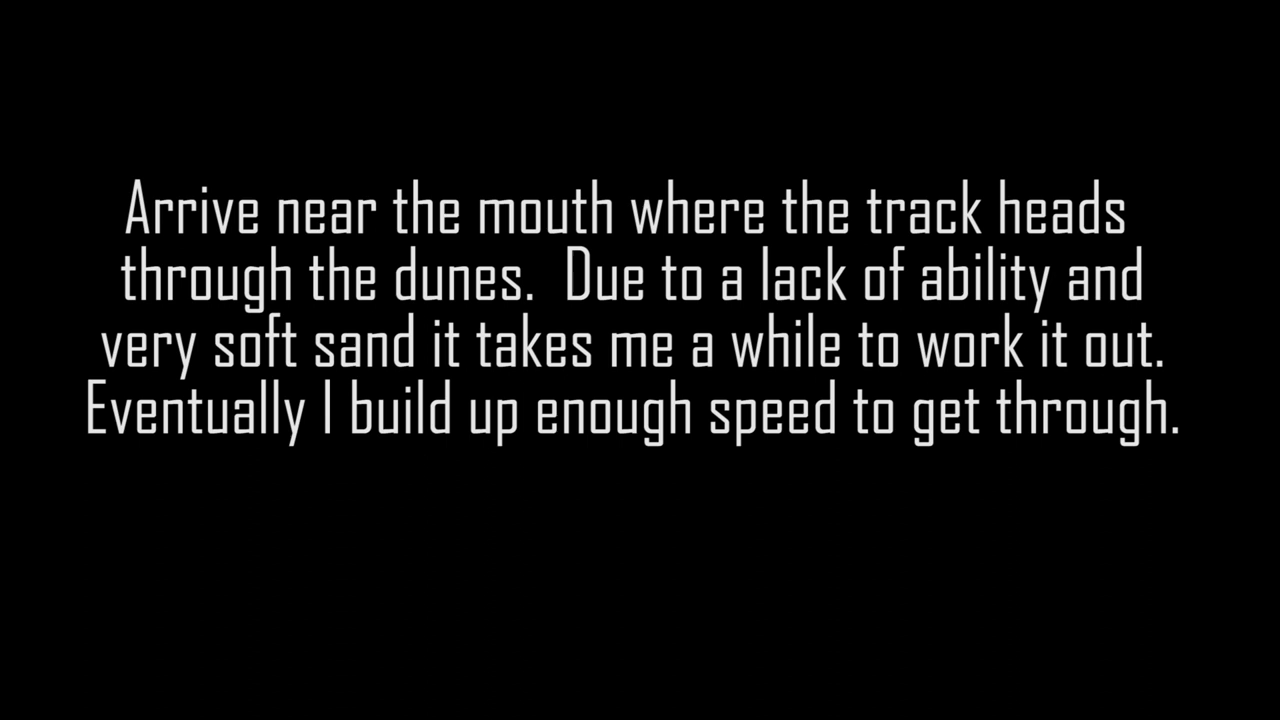 Arrive near the mouth where the track heads
through the dunes.  Due to a lack of ability and
very soft sand it takes me a while to work it out.
Eventually I build up enough speed to get through.